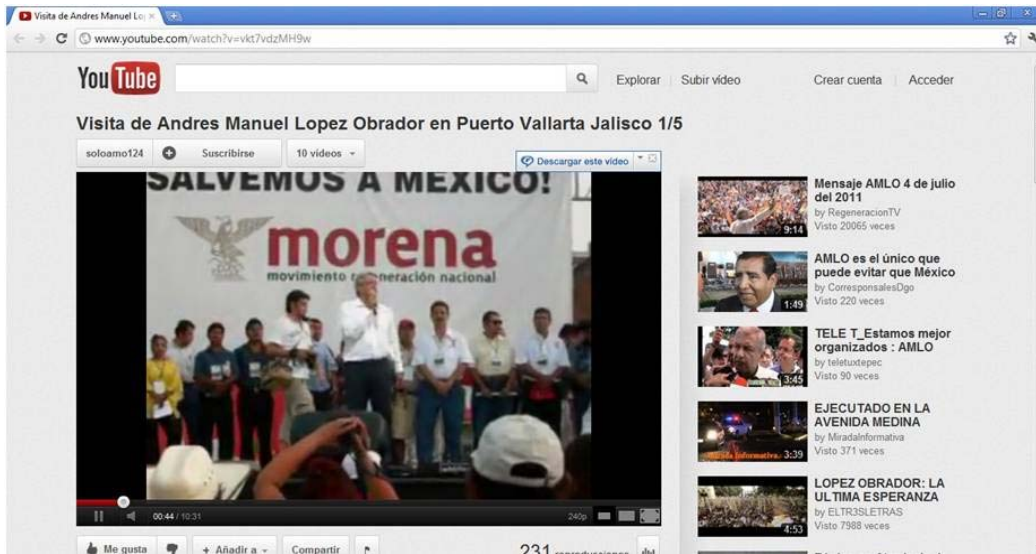 Visita de Andres Manuel Lo
www.youtube.com/watch?v=vkt7vdzMH9w
YouTube
Explorar
Subir vídeo
Crear cuenta
Acceder
Visita de Andres Manuel Lopez Obrador en Puerto Vallarta Jalisco 1/5
soloamo124
Suscribirse
10 vídeos
Descargar este vídeo
SALVEMOS A MEXICO!
morena
movimiento regeneración nacional
00:44 / 10:31
240p
Me gusta
+ Añadir a
Compartir
231 reproducciones
Mensaje AMLO 4 de julio
del 2011
by RegeneracionTV
Visto 20065 veces
9:14
AMLO es el único que
puede evitar que México
by CorresponsalesDgo
Visto 220 veces
1:49
TELE T_Estamos mejor
organizados : AMLO
by teletuxtepec
Visto 90 veces
3:45
EJECUTADO EN LA
AVENIDA MEDINA
by MiradaInformativa
Visto 371 veces
Mirada Informativa.
3:39
LOPEZ OBRADOR: LA
ULTIMA ESPERANZA
by ELTR3SLETRAS
Visto 7988 veces
4:53